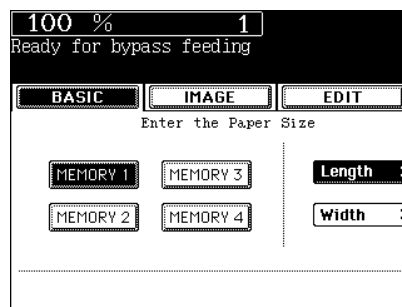 100 % 1
Ready for bypass feeding
BASIC IMAGE EDIT
Enter the Paper Size
MEMORY 1 MEMORY 3 Length
MEMORY 2 MEMORY 4 Width